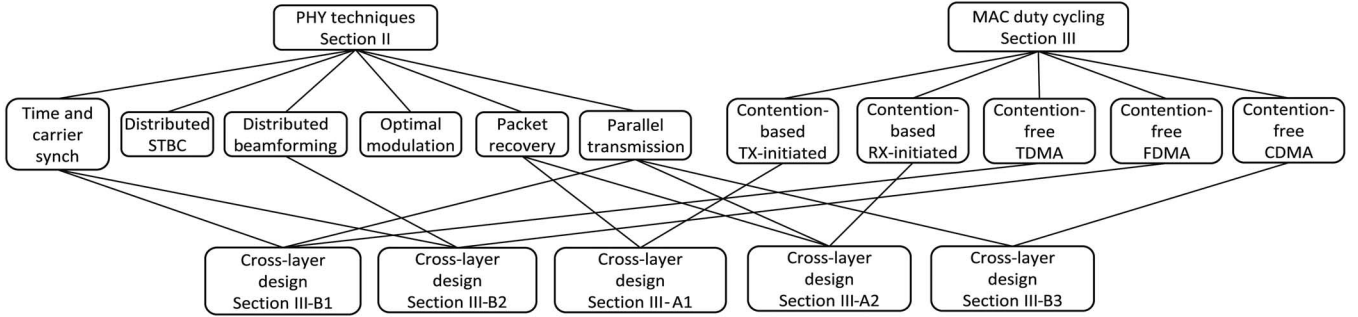 PHY techniques
Section II
MAC duty cycling
Section III
Time and
carrier
synch
Distributed
STBC
Distributed
beamforming
Optimal
modulation
Packet
recovery
Parallel
transmission
Contention-
based
TX-initiated
Contention-
based
RX-initiated
Contention-
free
TDMA
Contention-
free
FDMA
Contention-
free
CDMA
Cross-layer
design
Section III-B1
Cross-layer
design
Section III-B2
Cross-layer
design
Section III-A1
Cross-layer
design
Section III-A2
Cross-layer
design
Section III-B3